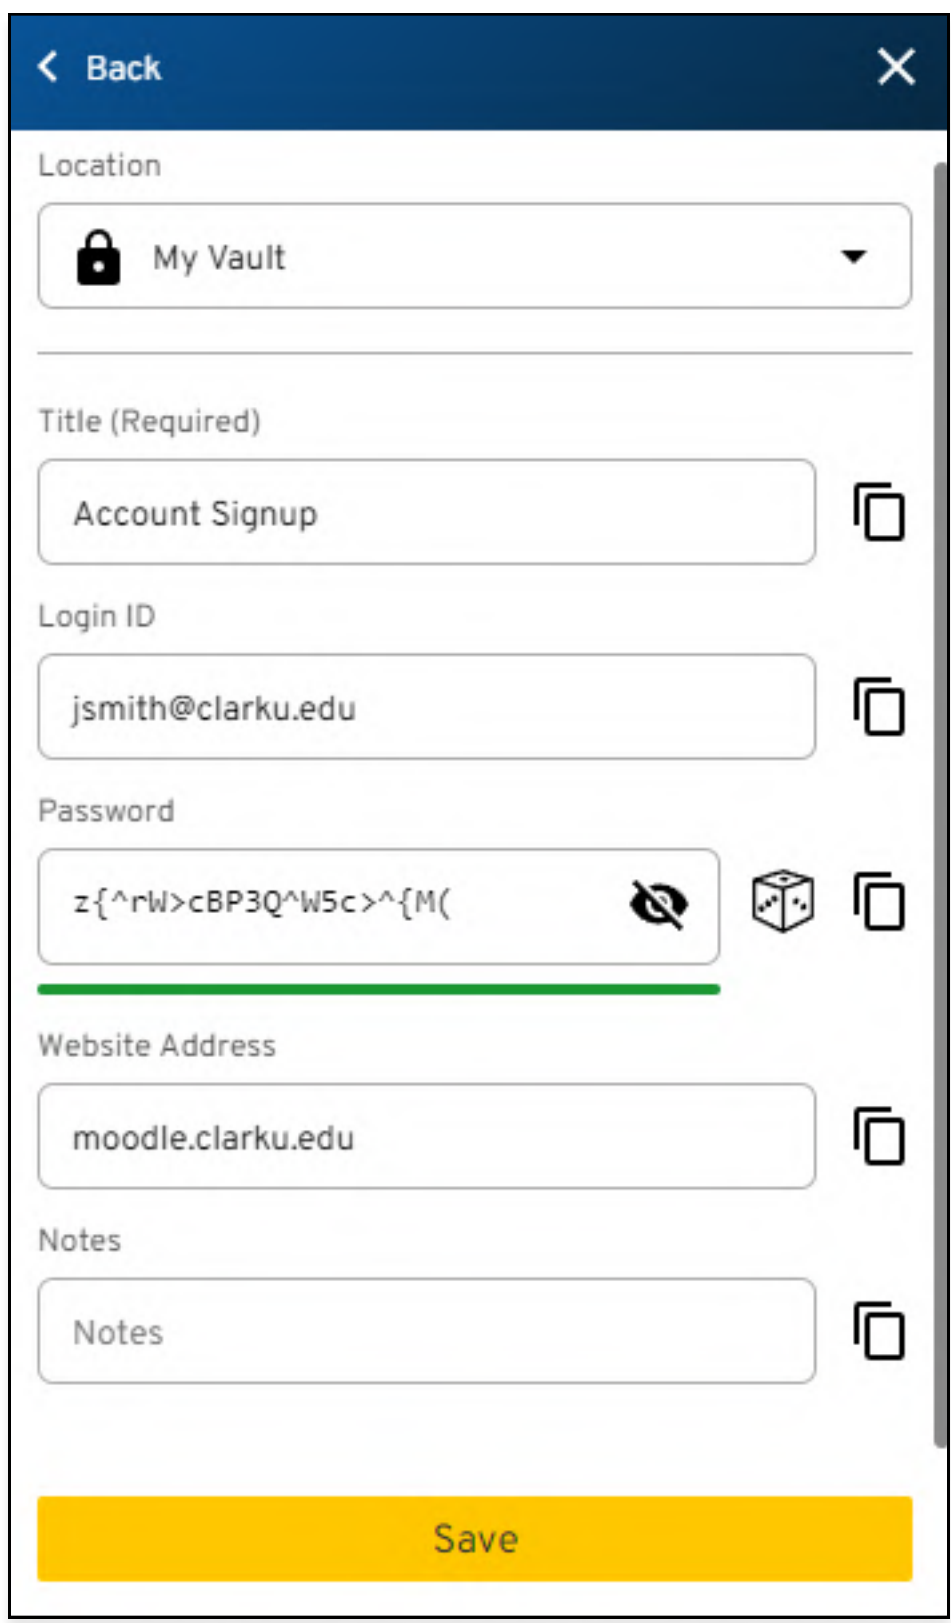 Back
Location
My Vault
Title (Required)
Account Signup
Login ID
jsmith@clarku.edu
Password
z{^rW>cBP3Q^W5c>^{M(
Website Address
moodle.clarku.edu
Notes
Notes
Save